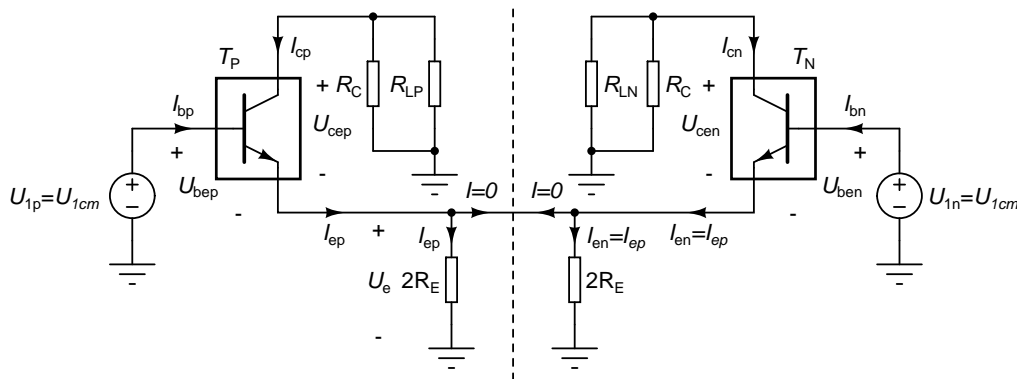 I_cp
T_P
+ R_C R_LP
I_bp
U_cep
+
U_bep
-
-
U_1p=U_1cm
+
−
I_ep
+
I_ep
I=0
U_e 2R_E
-
I_cn
T_N
R_LN R_C +
I_bn
U_cen
+
U_ben
-
-
+
−
U_1n=U_1cm
I=0
I_en=I_ep
I_en=I_ep
2R_E